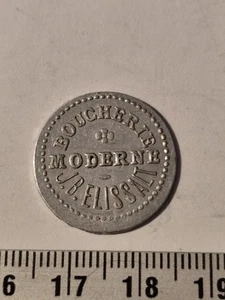 BOUCHERIE
MODERNE
J.B. ELISSALT
6 17 18 19